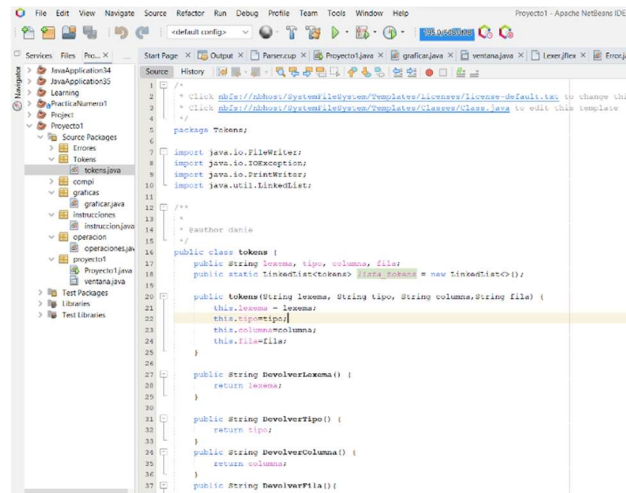 File Edit View Navigate Source Refactor Run Debug Profile Team Tools Window Help Proyecto1 - Apache NetBeans IDE
<default config>
Services Files Pro... Start Page Output Parser.cup Proyecto1.java graficar.java ventana.java Lexer.jflex Error.j
Navigator
JavaApplication34
JavaApplication35
Learning
PracticaNumero1
Project
Proyecto1
Source Packages
Errores
Tokens
tokens.java
compi
graficas
graficar.java
instrucciones
instruccion.java
operacion
operaciones.jav
proyecto1
Proyecto1.java
ventana.java
Test Packages
Libraries
Test Libraries
Source History
1 /*
2 * Click nbfs://nbhost/SystemFileSystem/Templates/Licenses/license-default.txt to change thi
3 * Click nbfs://nbhost/SystemFileSystem/Templates/Classes/Class.java to edit this template
4 */
5 package Tokens;
6
7 import java.io.FileWriter;
8 import java.io.IOException;
9 import java.io.PrintWriter;
10 import java.util.LinkedList;
11
12 /**
13 *
14 * @author danie
15 */
16 public class tokens {
17 public String lexema, tipo, columna, fila;
18 public static LinkedList<tokens> lista_tokens = new LinkedList<>();
19
20 public tokens(String lexema, String tipo, String columna,String fila) {
21 this.lexema = lexema;
22 this.tipo=tipo;
23 this.columna=columna;
24 this.fila=fila;
25 }
26
27 public String DevolverLexema() {
28 return lexema;
29 }
30
31 public String DevolverTipo() {
32 return tipo;
33 }
34 public String DevolverColumna() {
35 return columna;
36 }
37 public String DevolverFila(){